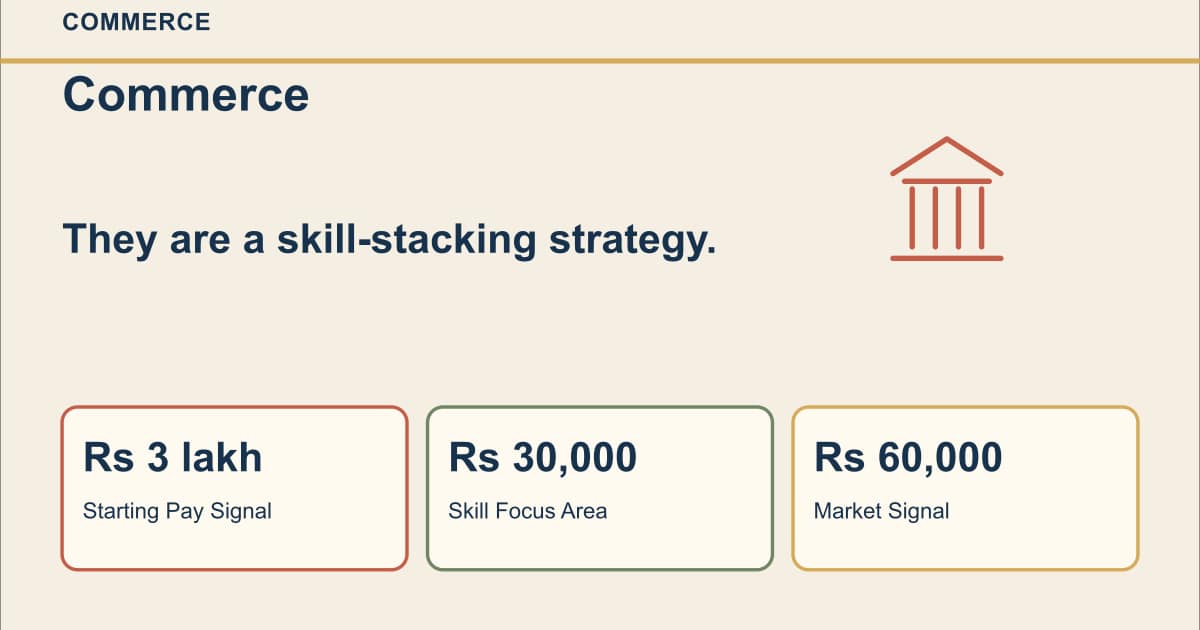 COMMERCE
Commerce
They are a skill-stacking strategy.
Rs 3 lakh
Starting Pay Signal
Rs 30,000
Skill Focus Area
Rs 60,000
Market Signal